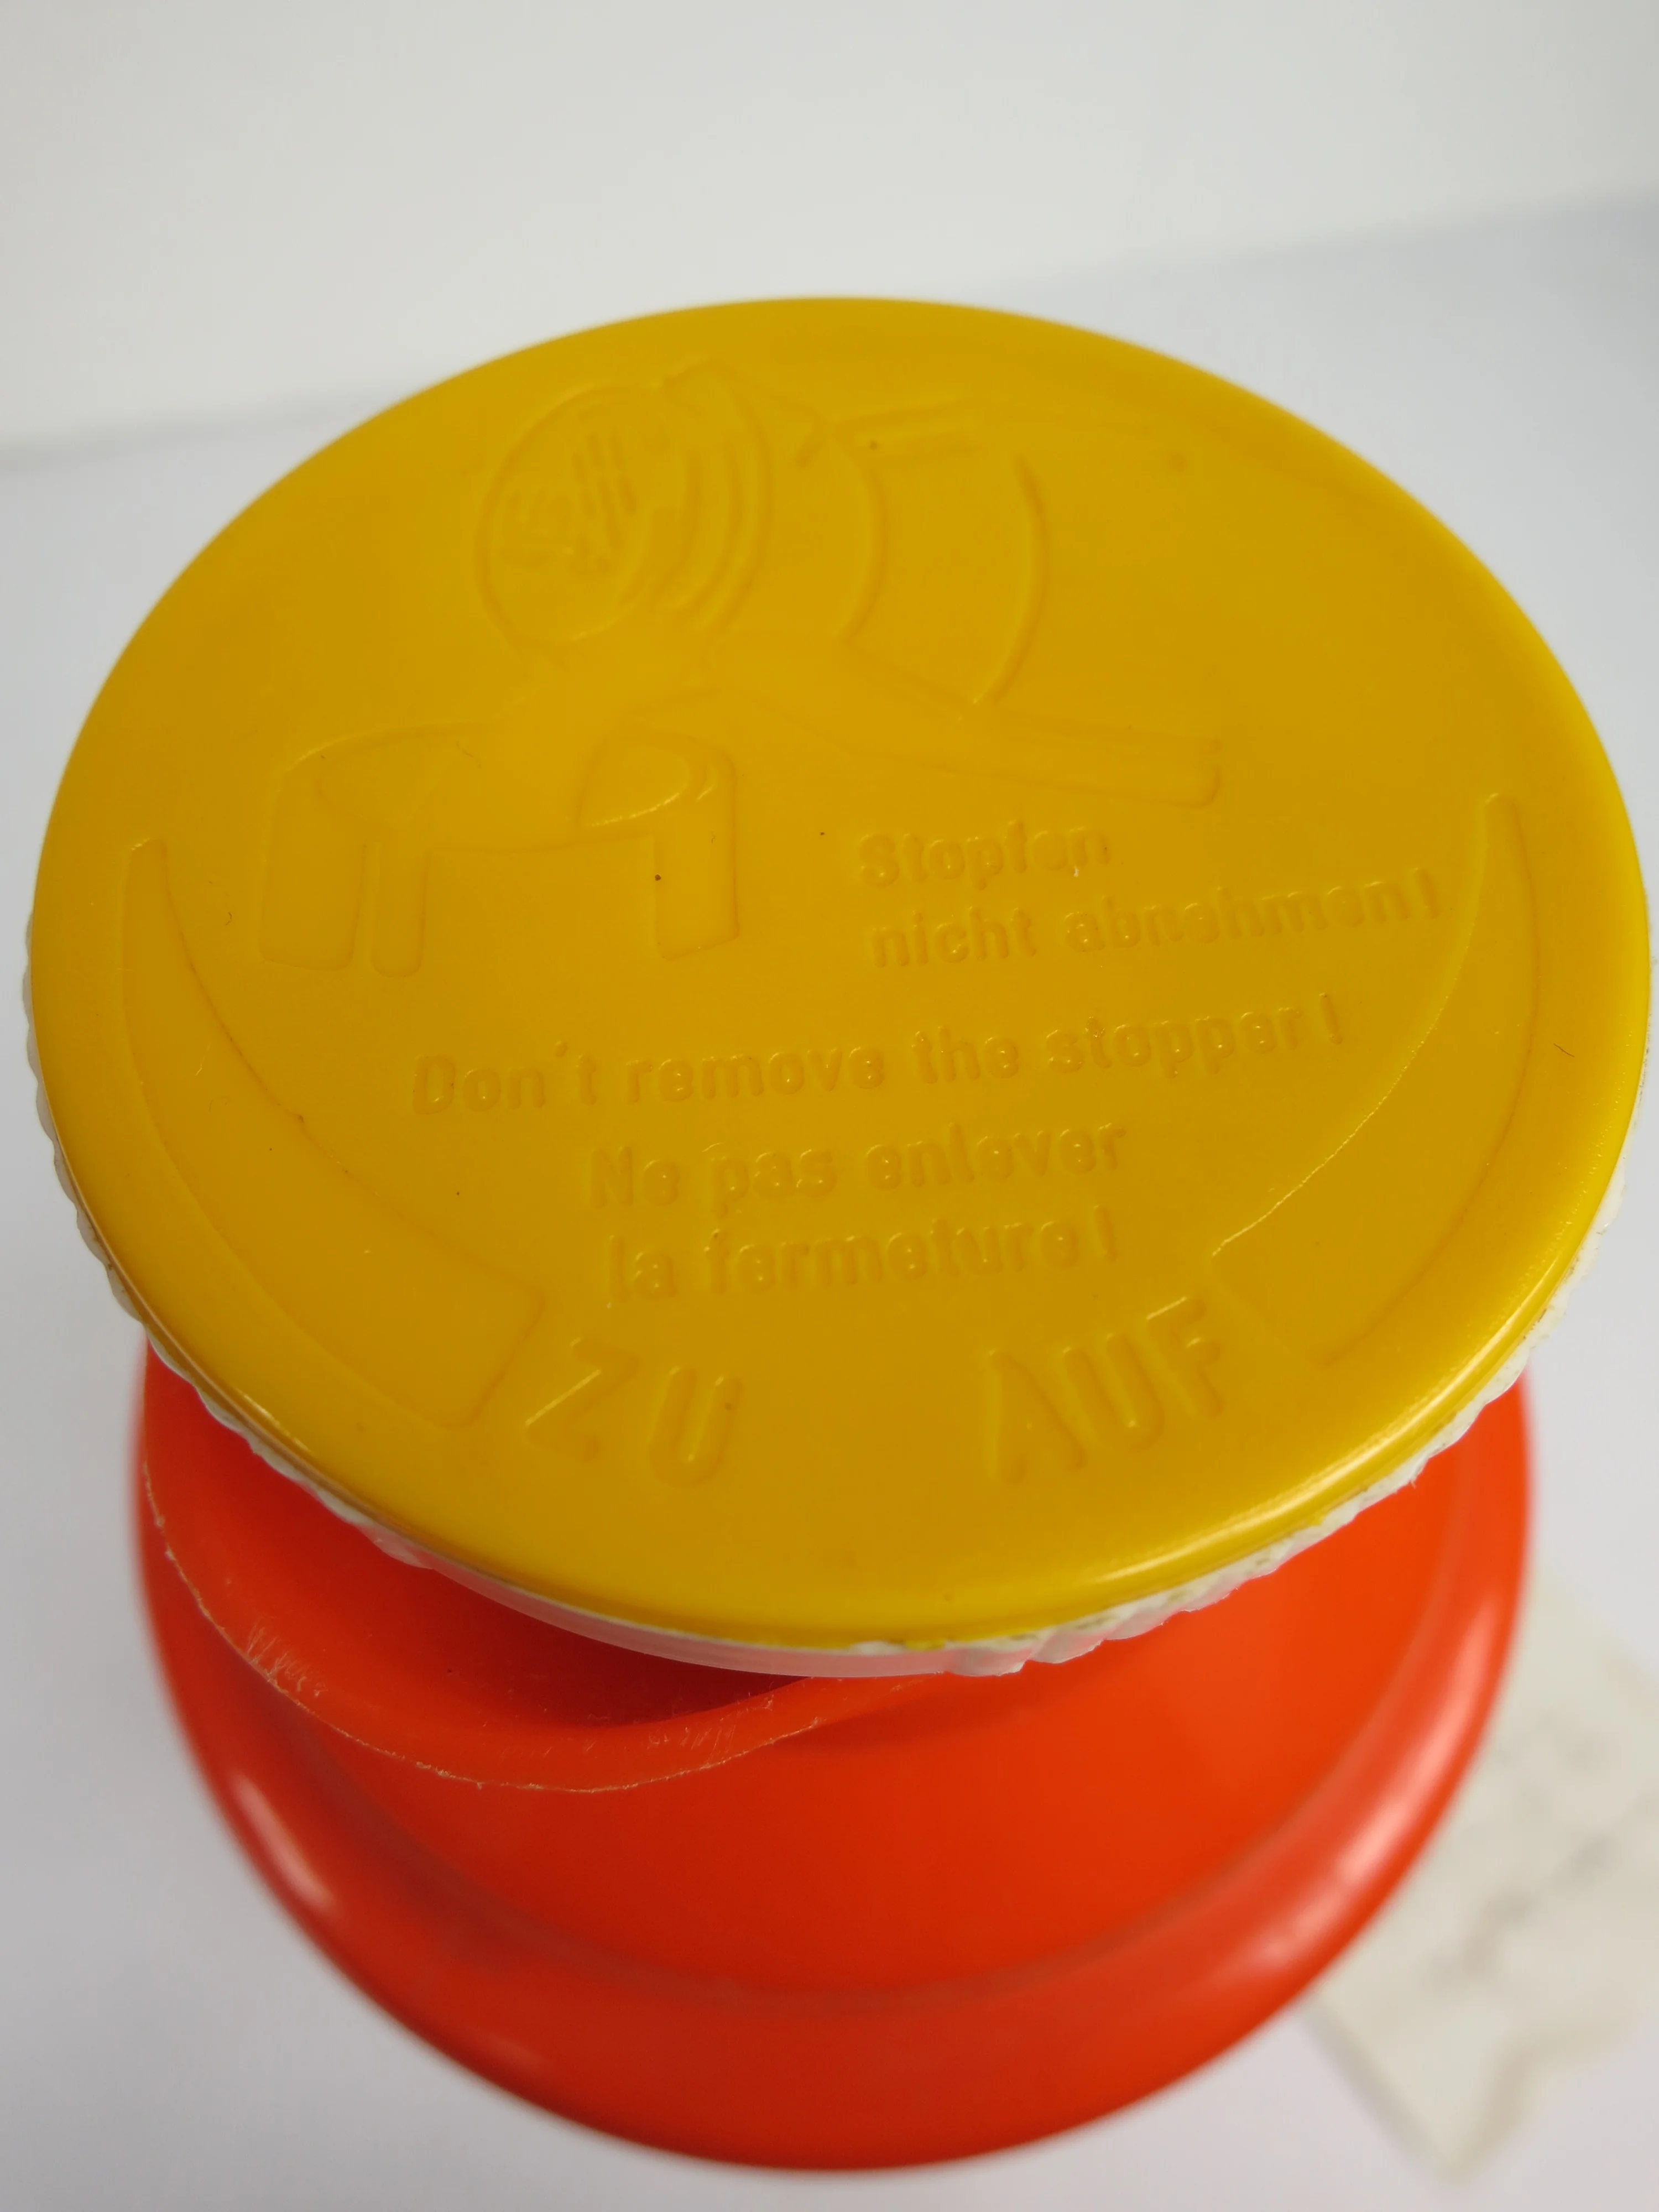 Stopfen
nicht abnehmen!
Don't remove the stopper!
Ne pas enlever
la fermeture!
ZU AUF